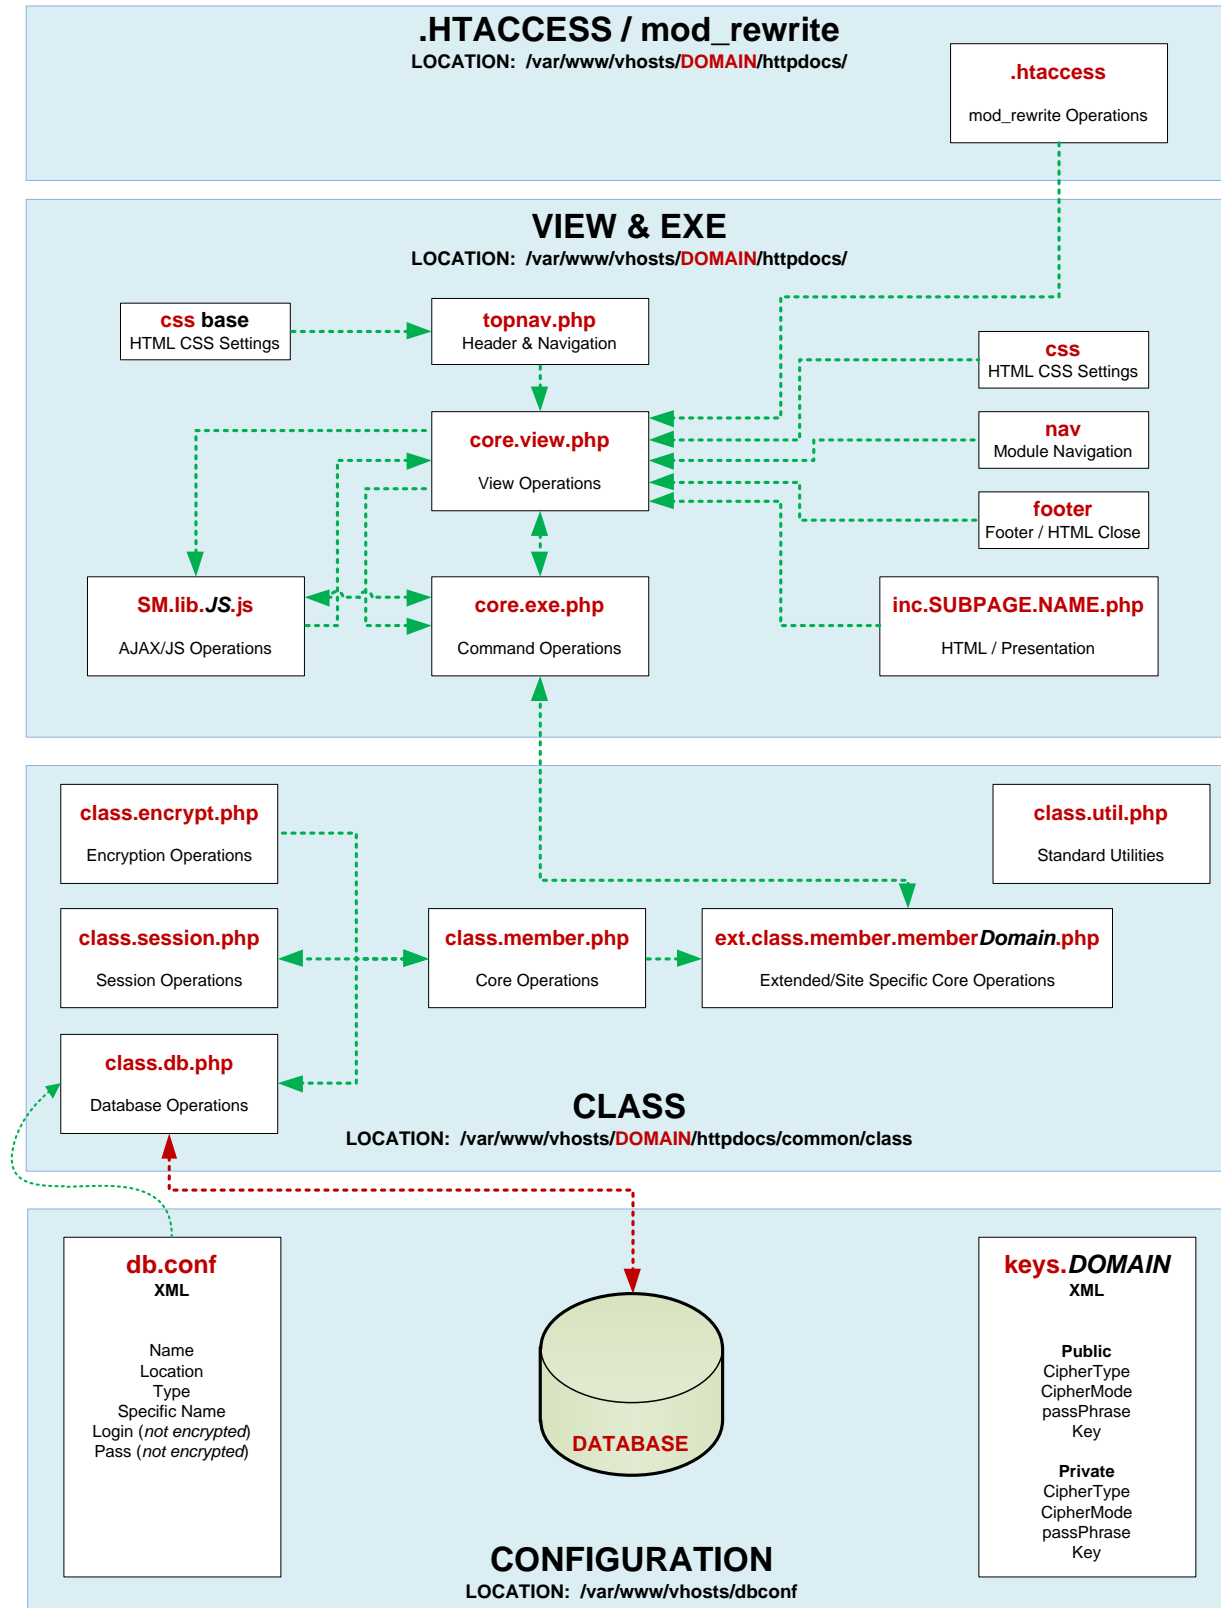 .HTACCESS / mod_rewrite
LOCATION: /var/www/vhosts/DOMAIN/httpdocs/
.htaccess
mod_rewrite Operations
VIEW & EXE
LOCATION: /var/www/vhosts/DOMAIN/httpdocs/
css base
HTML CSS Settings
topnav.php
Header & Navigation
css
HTML CSS Settings
core.view.php
View Operations
nav
Module Navigation
footer
Footer / HTML Close
SM.lib.JS.js
AJAX/JS Operations
core.exe.php
Command Operations
inc.SUBPAGE.NAME.php
HTML / Presentation
class.encrypt.php
Encryption Operations
class.util.php
Standard Utilities
class.session.php
Session Operations
class.member.php
Core Operations
ext.class.member.memberDomain.php
Extended/Site Specific Core Operations
class.db.php
Database Operations
CLASS
LOCATION: /var/www/vhosts/DOMAIN/httpdocs/common/class
db.conf
XML
Name
Location
Type
Specific Name
Login (not encrypted)
Pass (not encrypted)
DATABASE
keys.DOMAIN
XML
Public
CipherType
CipherMode
passPhrase
Key
Private
CipherType
CipherMode
passPhrase
Key
CONFIGURATION
LOCATION: /var/www/vhosts/dbconf